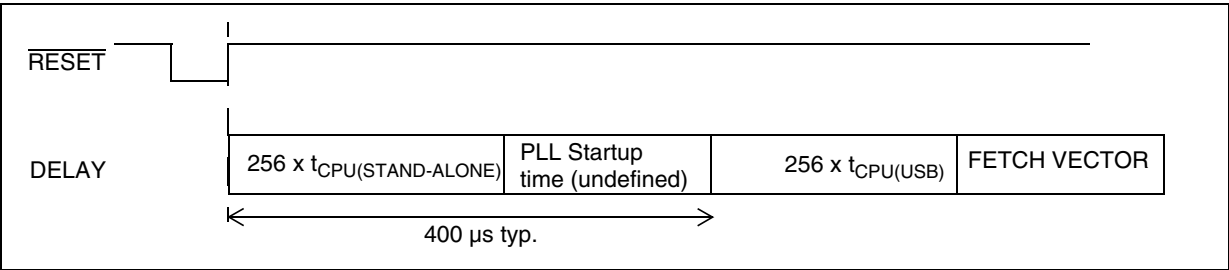 RESET
DELAY
256 x tCPU(STAND-ALONE)
PLL Startup
time (undefined)
256 x tCPU(USB)
FETCH VECTOR
400 µs typ.